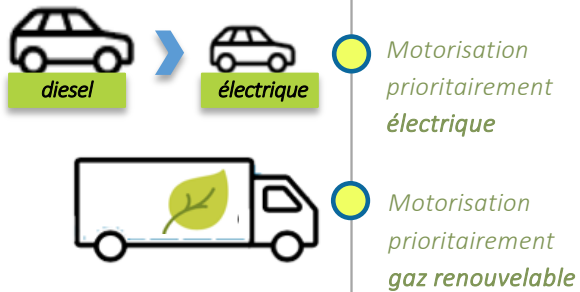 diesel
électrique
Motorisation
prioritairement
électrique
Motorisation
prioritairement
gaz renouvelable